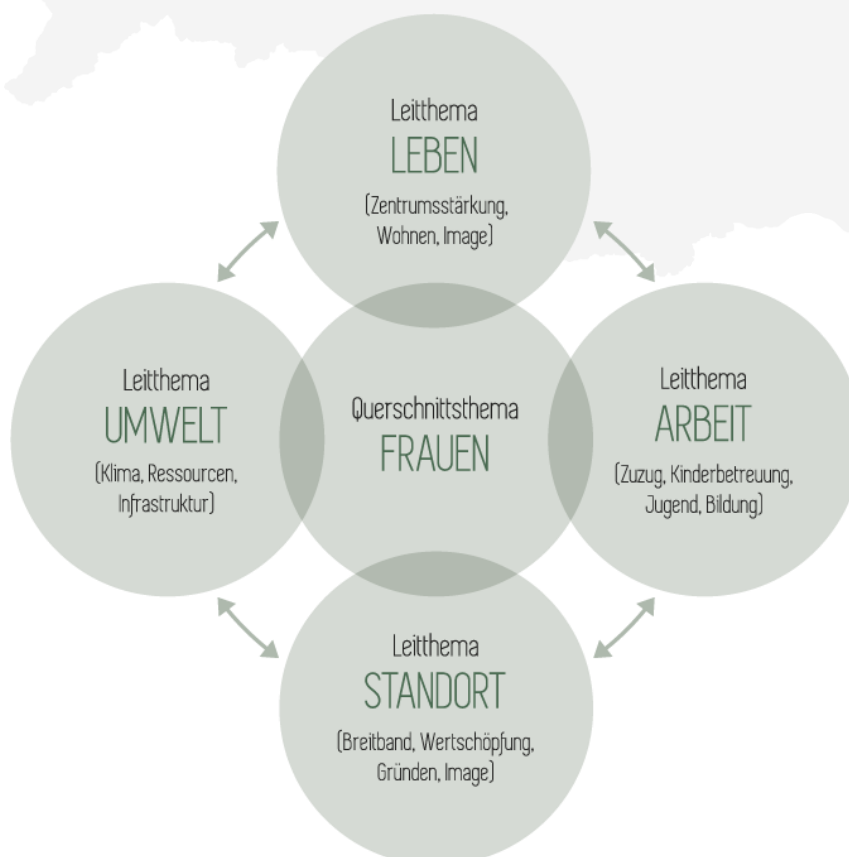 Leitthema
LEBEN
(Zentrumsstärkung,
Wohnen, Image)
Leitthema
UMWELT
(Klima, Ressourcen,
Infrastruktur)
Querschnittsthema
FRAUEN
Leitthema
ARBEIT
(Zuzug, Kinderbetreuung,
Jugend, Bildung)
Leitthema
STANDORT
(Breitband, Wertschöpfung,
Gründen, Image)